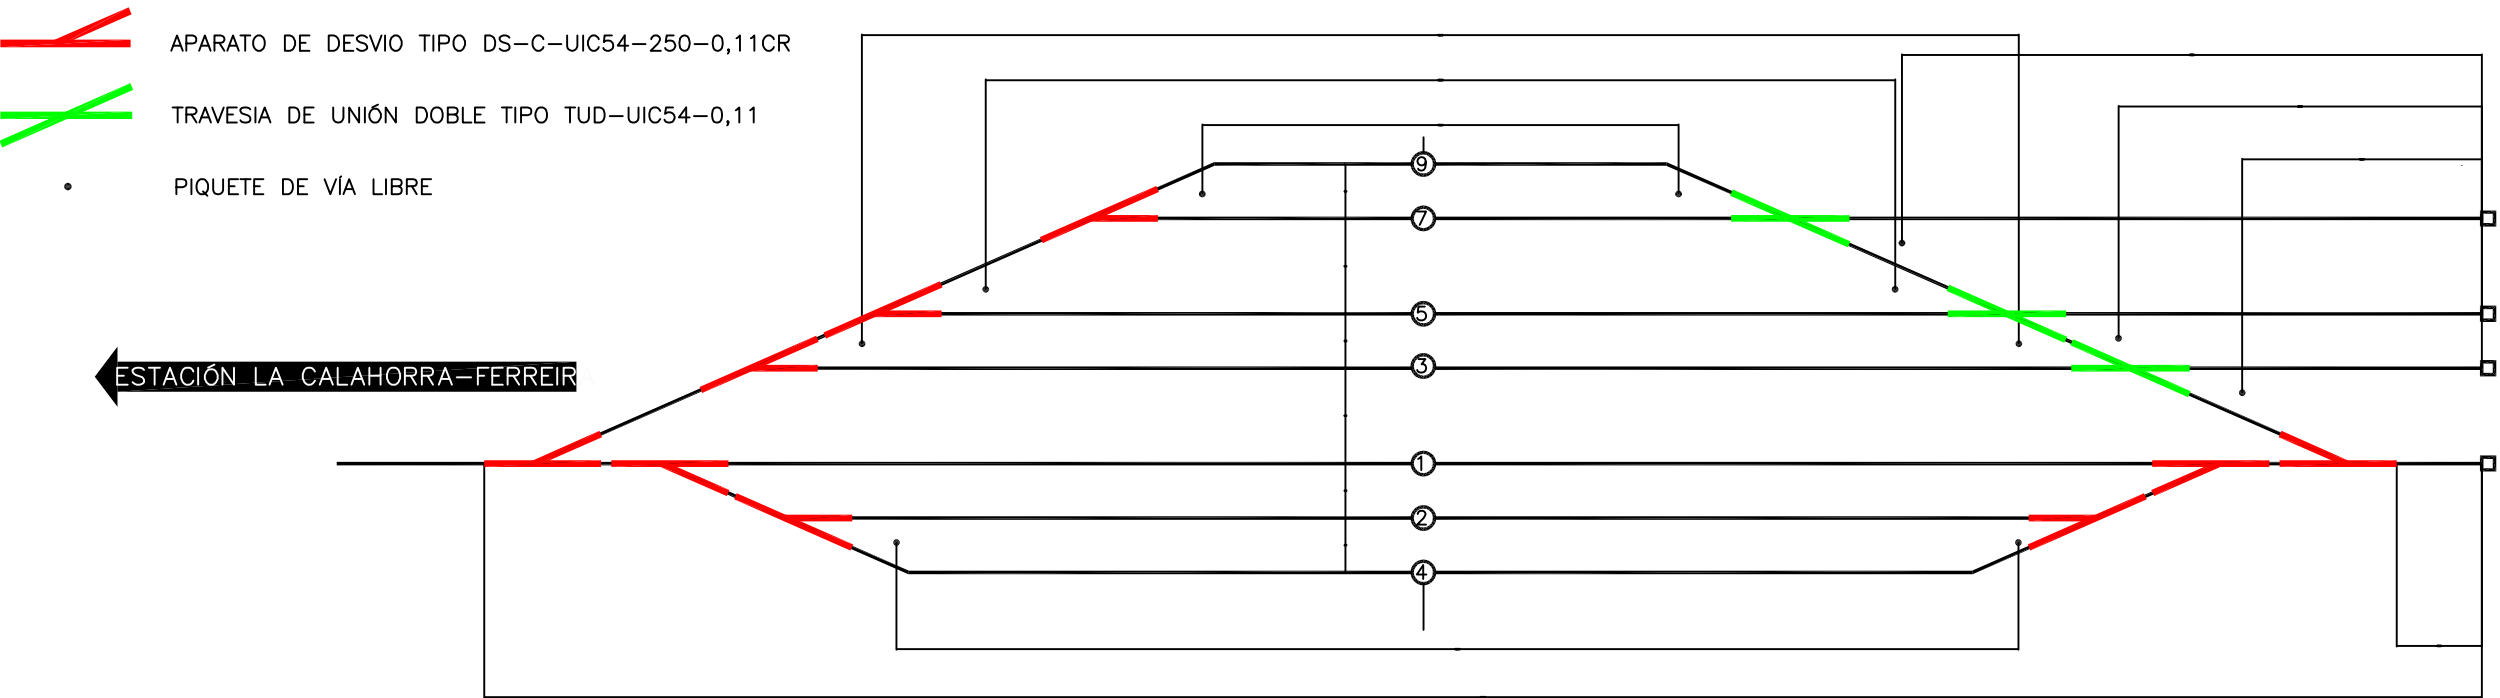 APARATO DE DESVIO TIPO DS-C-UIC54-250-0,11CR
TRAVESIA DE UNIÓN DOBLE TIPO TUD-UIC54-0,11
PIQUETE DE VÍA LIBRE
9
7
5
3
ESTACIÓN LA CALAHORRA-FERREIRA
1
2
4